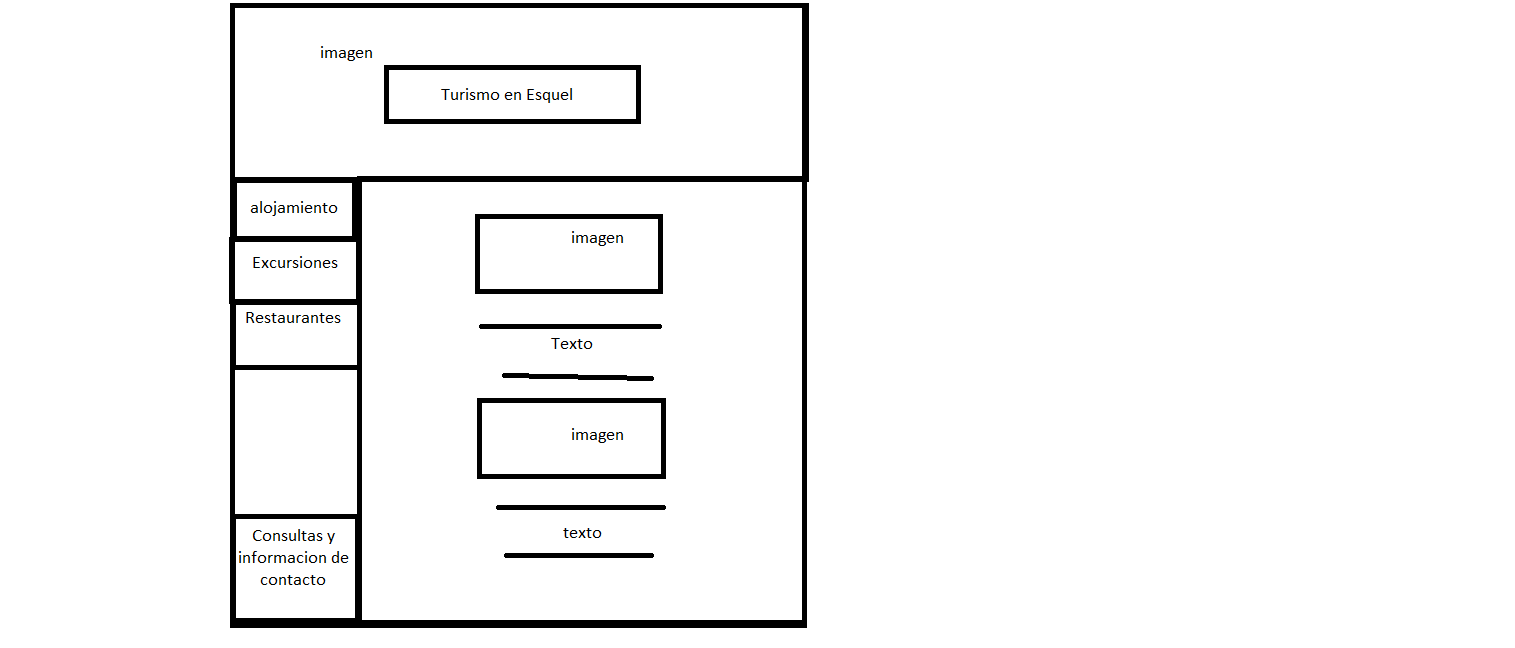 imagen
Turismo en Esquel
alojamiento
Excursiones
Restaurantes
Consultas y
informacion de
contacto
imagen
Texto
imagen
texto